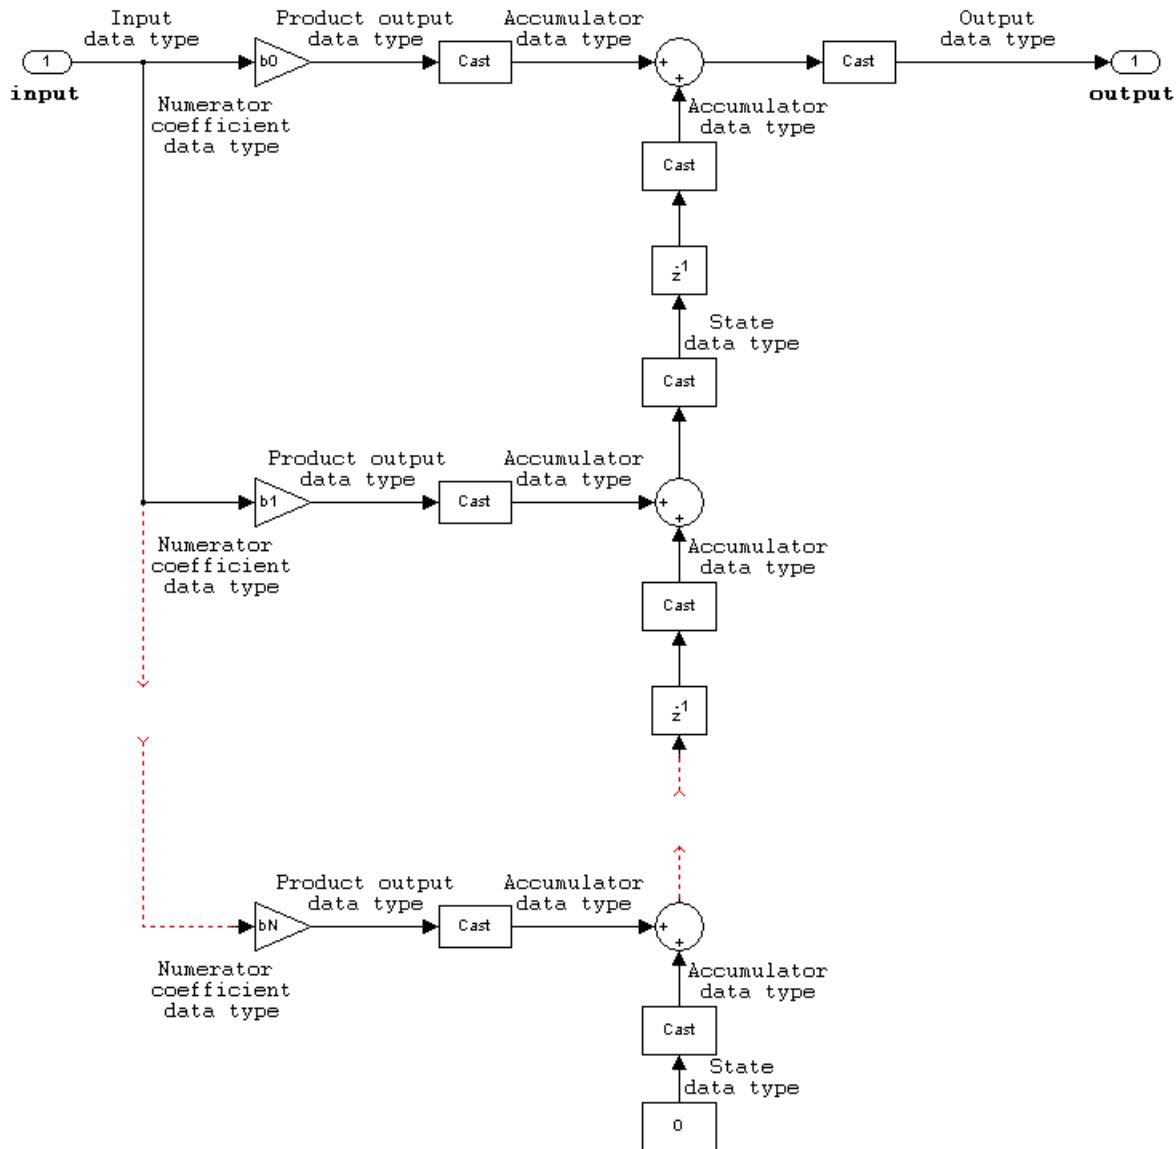 Input
data type
Product output
data type
Accumulator
data type
Output
data type
1
b0
Cast
+
+
Cast
1
input
output
Numerator
coefficient
data type
Accumulator
data type
Cast
z-1
State
data type
Cast
Product output
data type
Accumulator
data type
b1
Cast
+
+
Numerator
coefficient
data type
Accumulator
data type
Cast
z-1
Product output
data type
Accumulator
data type
bN
Cast
+
+
Numerator
coefficient
data type
Accumulator
data type
Cast
State
data type
0